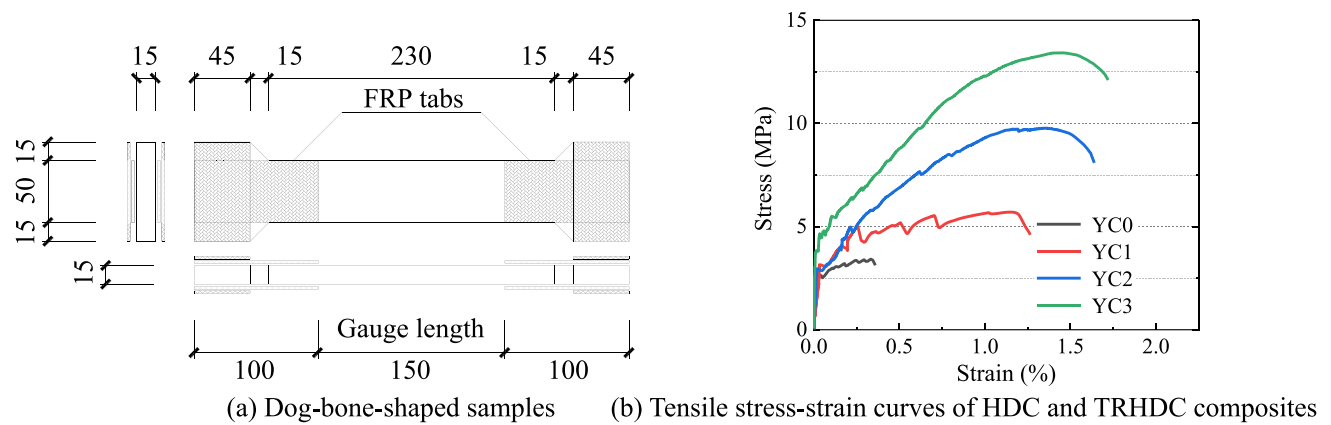 15 45 15 230 15 45
FRP tabs
15
50
15
15
Gauge length
100 150 100
(a) Dog-bone-shaped samples
15
10
5
0
Stress (MPa)
YC0
YC1
YC2
YC3
0.0 0.5 1.0 1.5 2.0
Strain (%)
(b) Tensile stress-strain curves of HDC and TRHDC composites